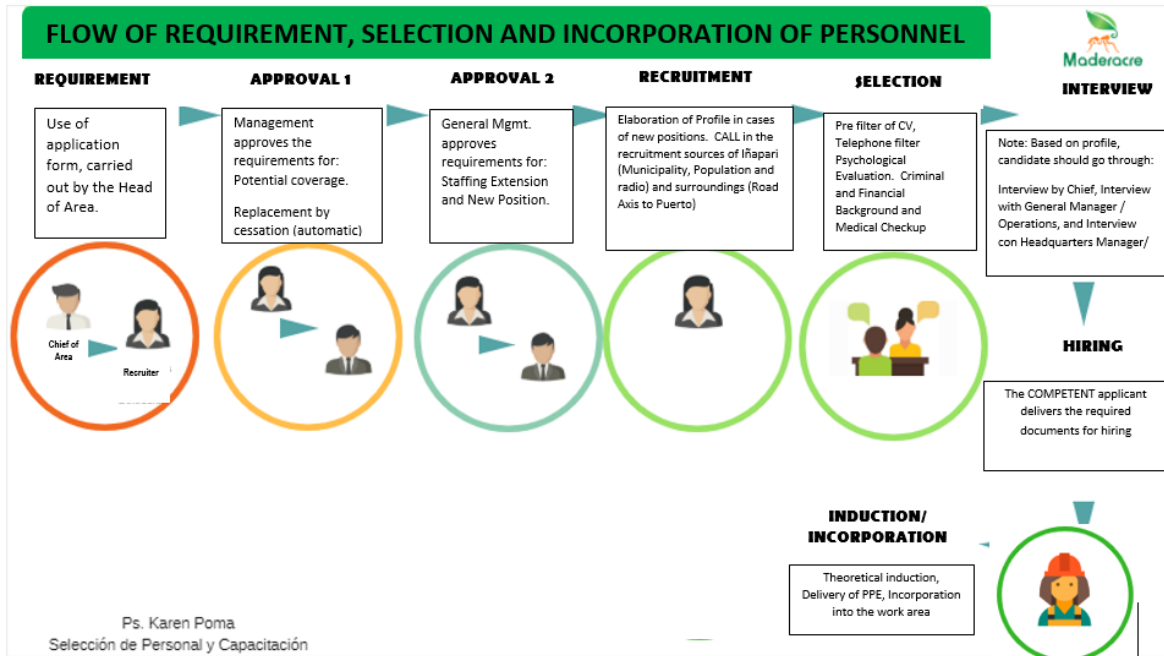 FLOW OF REQUIREMENT, SELECTION AND INCORPORATION OF PERSONNEL
Maderacre
REQUIREMENT
Use of
application
form, carried
out by the Head
of Area.
Chief of
Area
Recruiter
APPROVAL 1
Management
approves the
requirements for:
Potential coverage.
Replacement by
cessation (automatic)
APPROVAL 2
General Mgmt.
approves
requirements for:
Staffing Extension
and New Position.
RECRUITMENT
Elaboration of Profile in cases
of new positions. CALL in the
recruitment sources of Iñapari
(Municipality, Population and
radio) and surroundings (Road
Axis to Puerto)
SELECTION
Pre filter of CV,
Telephone filter
Psychological
Evaluation. Criminal
and Financial
Background and
Medical Checkup
INTERVIEW
Note: Based on profile,
candidate should go through:
Interview by Chief, Interview
with General Manager /
Operations, and Interview
con Headquarters Manager/
HIRING
The COMPETENT applicant
delivers the required
documents for hiring
INDUCTION/
INCORPORATION
Theoretical induction,
Delivery of PPE, Incorporation
into the work area
Ps. Karen Poma
Selección de Personal y Capacitación